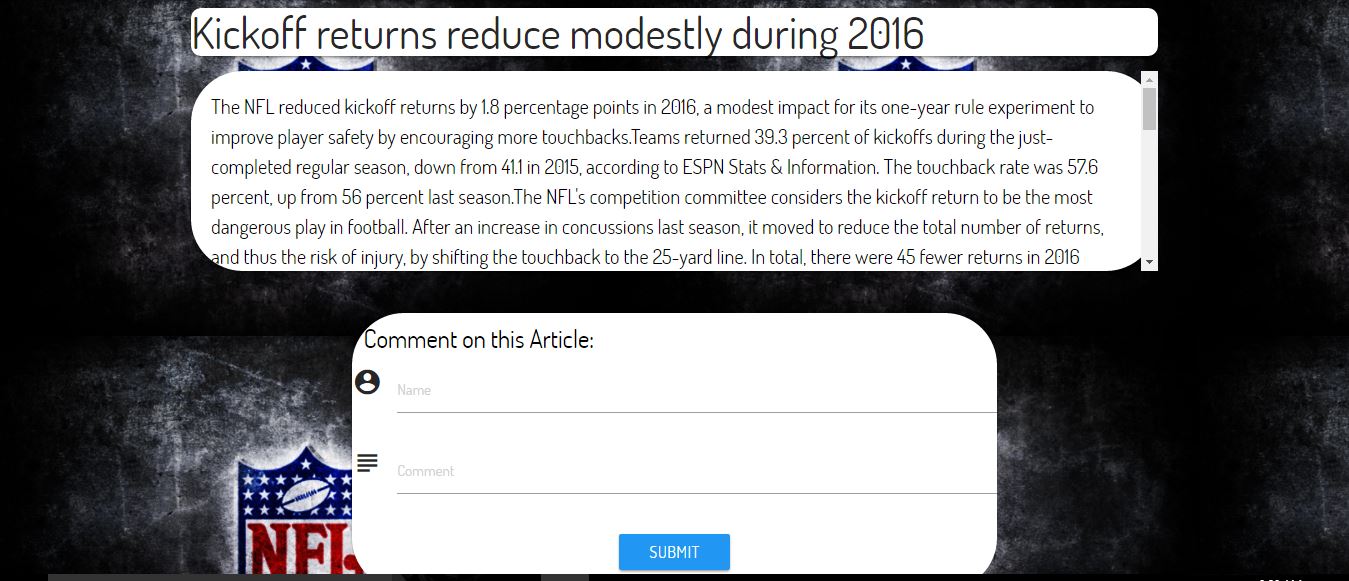 Kickoff returns reduce modestly during 2016
The NFL reduced kickoff returns by 1.8 percentage points in 2016, a modest impact for its one-year rule experiment to
improve player safety by encouraging more touchbacks.Teams returned 39.3 percent of kickoffs during the just-
completed regular season, down from 41.1 in 2015, according to ESPN Stats & Information. The touchback rate was 57.6
percent, up from 56 percent last season.The NFL's competition committee considers the kickoff return to be the most
dangerous play in football. After an increase in concussions last season, it moved to reduce the total number of returns,
and thus the risk of injury, by shifting the touchback to the 25-yard line. In total, there were 45 fewer returns in 2016
Comment on this Article:
Name
Comment
NFL
SUBMIT